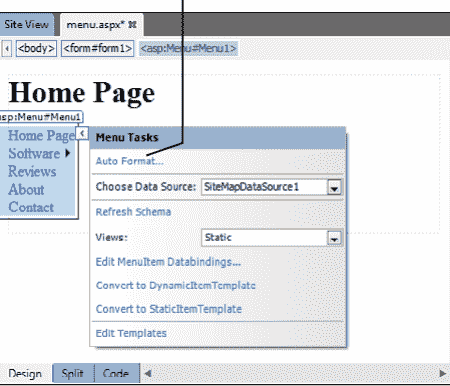 Site View menu.aspx*
<body> <form#form1> <asp:Menu#Menu1>
Home Page
asp:Menu#Menu1
Home Page
Software
Reviews
About
Contact
Menu Tasks
Auto Format...
Choose Data Source: SiteMapDataSource1
Refresh Schema
Views: Static
Edit MenuItem Databindings...
Convert to DynamicItemTemplate
Convert to StaticItemTemplate
Edit Templates
Design Split Code